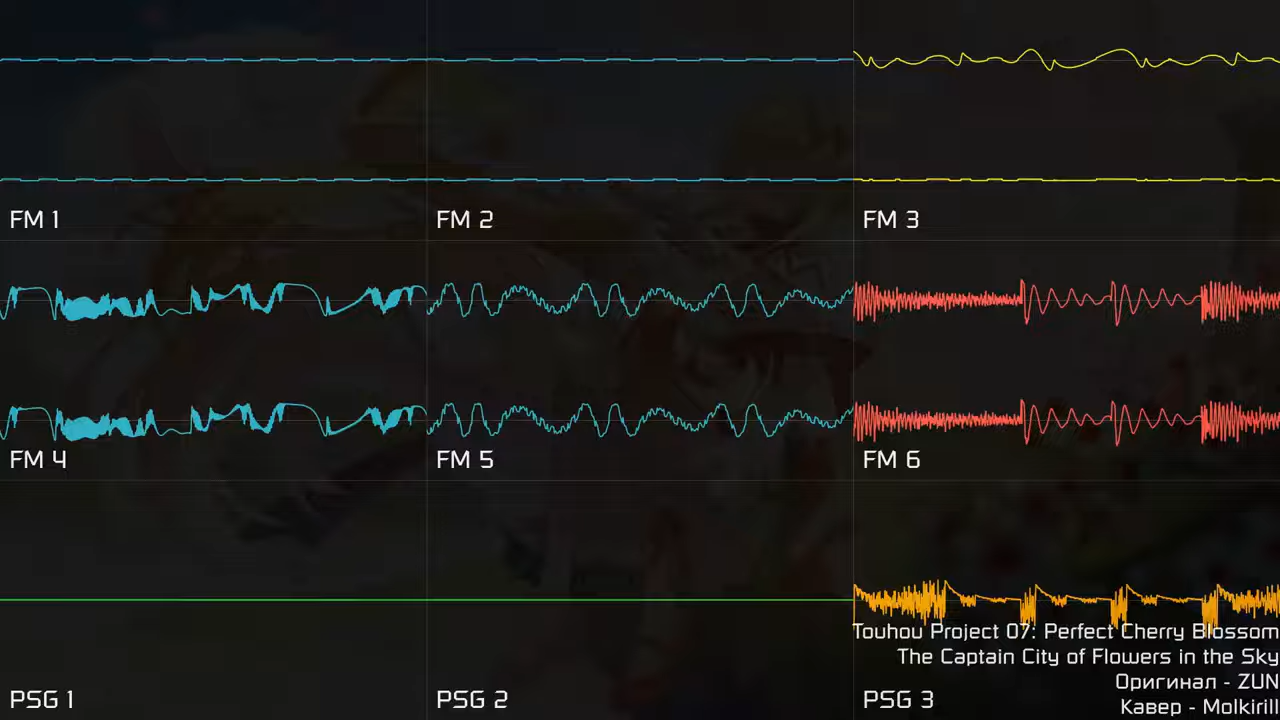 FM 1
FM 2
FM 3
FM 4
FM 5
FM 6
Touhou Project 07: Perfect Cherry Blossom
The Captain City of Flowers in the Sky
Оригинал - ZUN
Кавер - Molkirill
PSG 1
PSG 2
PSG 3